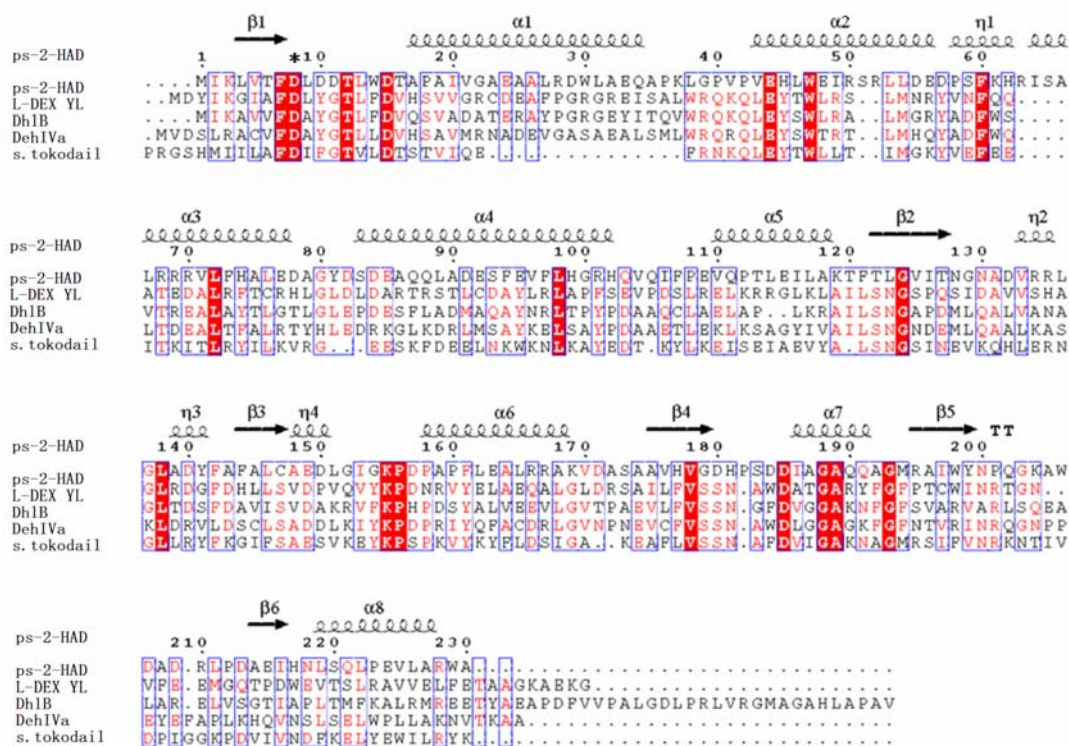 β1 α1 α2 η1
ps-2-HAD
1 * 10 20 30 40 50 60
ps-2-HAD ....MIKLVTFDLDDTLWDTAPAIVGAEAALRDWLAEQAPKLGPVPVEHLWEIRSRLLDEDPSFKHRISA
L-DEX YL ..MDYIKGIAFDLYGTLFDVHSVVGRCDEAFPGRGREISALWRQKQLEYTWLRS..LMNRYVNFQQ....
Dh1B ....MIKAVVFDAYGTLFDVQSVADATERAYPGRGEYITQVWRQKQLEYSWLRA..LMGRYADFWS....
DehIVa .MVDSLRACVFDAYGTLLDVHSAVMRNADEVGASAEALSMLWRQRQLEYSWTRT..LMHQYADFWQ....
s.tokodail PRGSHMIILAFDIFGTVLDTSTVIQE...............FRNKQLEYTWLLT..IMGKYVEFEE....
α3 α4 α5 β2 η2
ps-2-HAD
70 80 90 100 110 120 130
ps-2-HAD LRRRVLFHALEDAGYDSDEAQQLADESFEVFLHGRHQVQIFPEVQPTLEILAKTFTLGVITNGNADVRRL
L-DEX YL ATEDALRFTCRHLGLDLDARTRSTLCDAYLRLAPFSEVPDSLRELKRRGLKLAILSNGSPQSIDAVVSHA
Dh1B VTREALAYTLGTLGLEPDESFLADMAQAYNRLTPYPDAAQCLAELAP..LKRAILSNGAPDMLQALVANA
DehIVa LTDEALTFALRTYHLEDRKGLKDRLMSAYKELSAYPDAAETLEKLKSAGYIVAILSNGNDEMLQAALKAS
s.tokodail ITKITLRYILKVRG..EESKFDEELNKWKNLKAYEDT.KYLKEISEIAEVYA.LSNGSINEVKQHLERN
η3 β3 η4 α6 β4 α7 β5 TT
ps-2-HAD
140 150 160 170 180 190 200
ps-2-HAD GLADYFAFALCAEDLGIGKPDPAPFLEALRRAKVDASAAVHVGDHPSDDIAGAQQAGMRAIWYNPQGKAW
L-DEX YL GLRDGFDHLLSVDPVQVYKPDNRVYELAEQALGLDRSAILFVSSN.AWDATGARYFGFPTCWINRTGN..
Dh1B GLTDSFDAVISVDAKRVFKPHPDSYALVEEVLGVTPAEVLFVSSN.GFDVGGAKNFGFSVARVARLSQEA
DehIVa KLDRVLDSCLSADDLKIYKPDPRIYQFACDRLGVNPNEVCFVSSN.AWDLGGAGKFGFNTVRINRQGNPP
s.tokodail GLLRYFKGIFSAESVKEYKPSPKVYKYFLDSIGA..KEAFLVSSN.AFDVIGAKNAGMRSIFVNRKNTIV
β6 α8
ps-2-HAD
210 220 230
ps-2-HAD DAD.RLPDAEIHNLSQLPEVLARWA................................
L-DEX YL VFE.EMGQTPDWEVTSLRAVVELFETAAGKAEKG.......................
Dh1B LAR.ELVSGTIAPLTMFKALRMREETYAEAPDFVVPALGDLPRLVRGMAGAHLAPAV
DehIVa EYEFAPLKHQVNSLSELWPLLAKNVTKAA............................
s.tokodail DPIGGKPDVIVNDFKELYEWILRYK................................